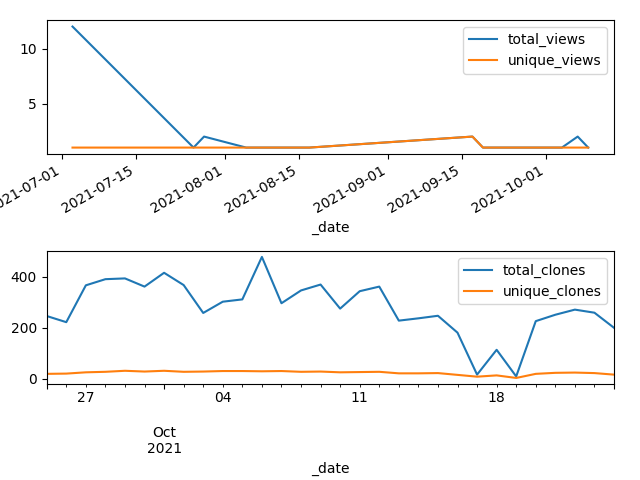 10
5
total_views
unique_views
2021-07-01
2021-07-15
2021-08-01
2021-08-15
2021-09-01
2021-09-15
2021-10-01
_date
400
200
0
total_clones
unique_clones
27
04
11
18
Oct
2021
_date